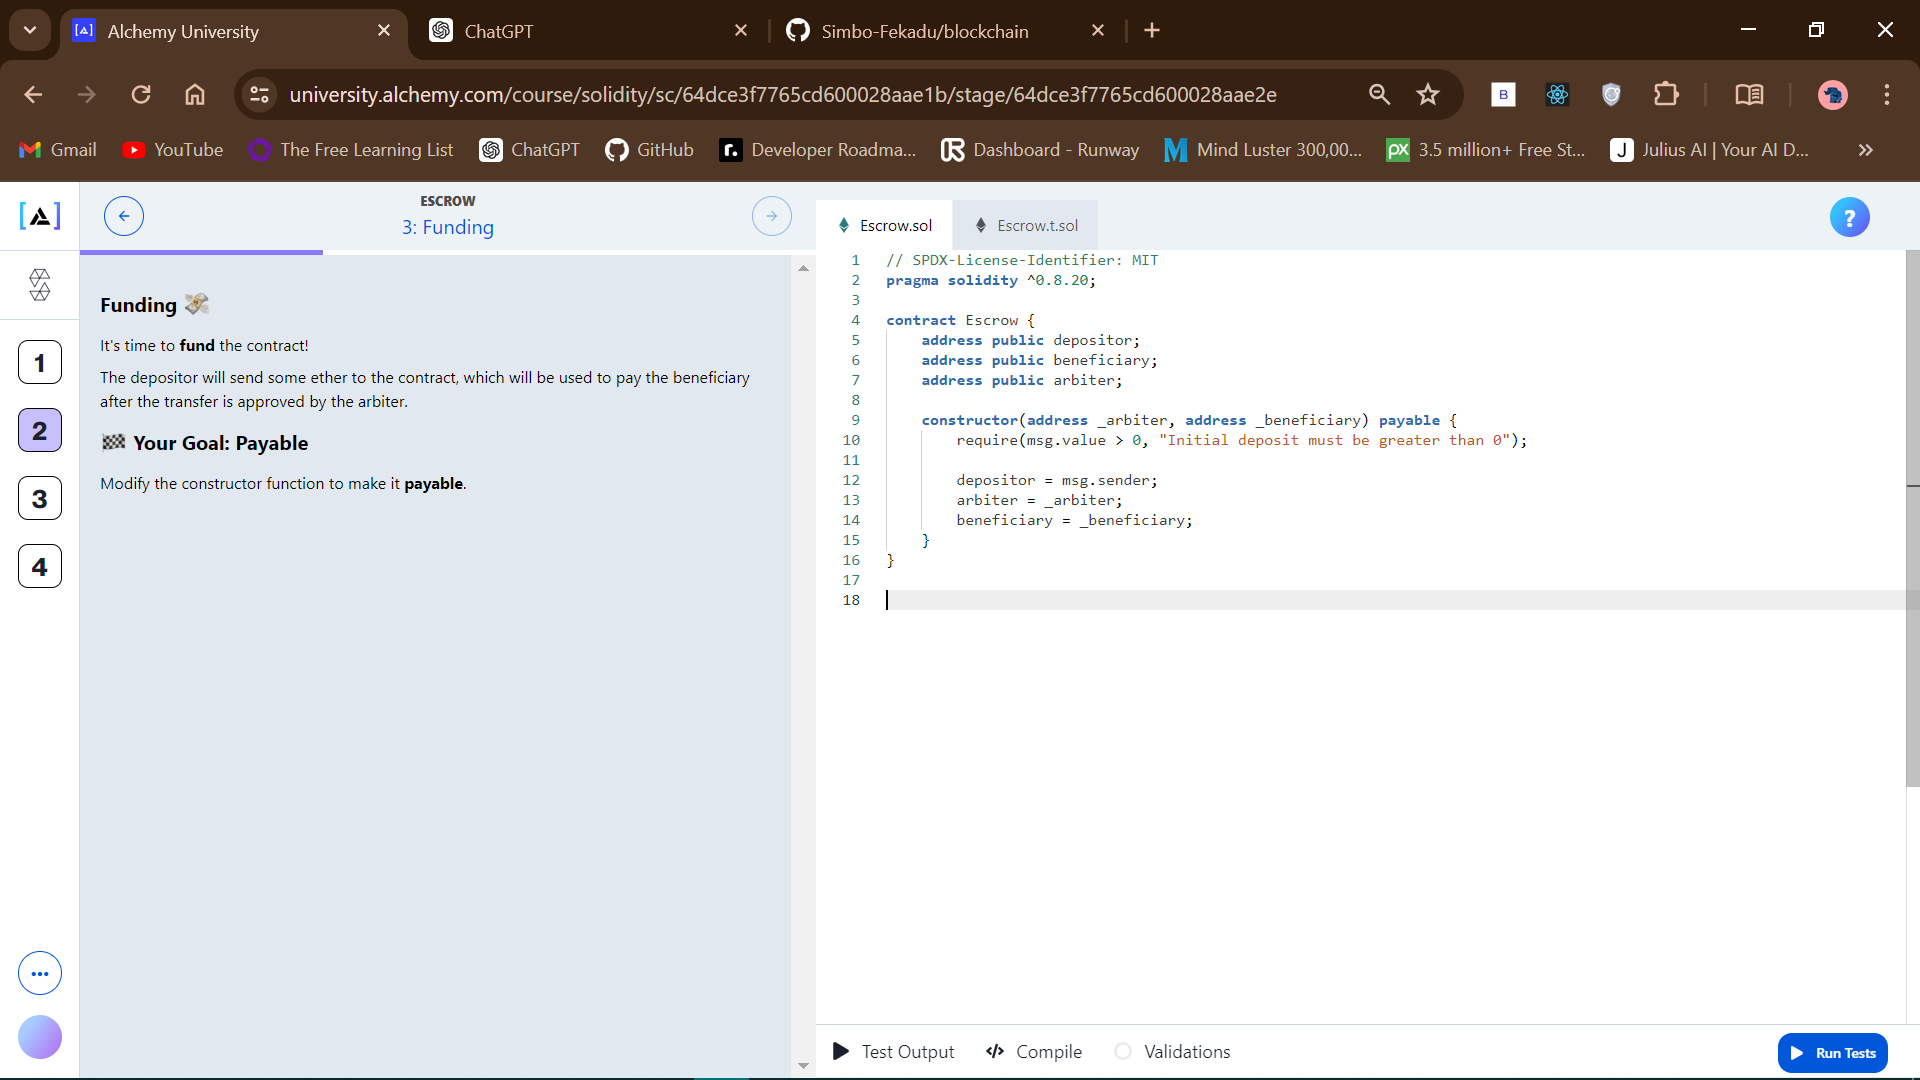 Alchemy University
ChatGPT
Simbo-Fekadu/blockchain
university.alchemy.com/course/solidity/sc/64dce3f7765cd600028aae1b/stage/64dce3f7765cd600028aae2e
B
Gmail
YouTube
The Free Learning List
ChatGPT
GitHub
r.
Developer Roadma...
Dashboard - Runway
Mind Luster 300,00...
px
3.5 million+ Free St...
J
Julius AI | Your AI D...
ESCROW
3: Funding
Escrow.sol
Escrow.t.sol
?
1
2
3
4
Funding 💸
It's time to fund the contract!
The depositor will send some ether to the contract, which will be used to pay the beneficiary
after the transfer is approved by the arbiter.
🏁 Your Goal: Payable
Modify the constructor function to make it payable.
1 // SPDX-License-Identifier: MIT
2 pragma solidity ^0.8.20;
3
4 contract Escrow {
5 address public depositor;
6 address public beneficiary;
7 address public arbiter;
8
9 constructor(address _arbiter, address _beneficiary) payable {
10 require(msg.value > 0, "Initial deposit must be greater than 0");
11
12 depositor = msg.sender;
13 arbiter = _arbiter;
14 beneficiary = _beneficiary;
15 }
16 }
17
18
Test Output
Compile
Validations
Run Tests